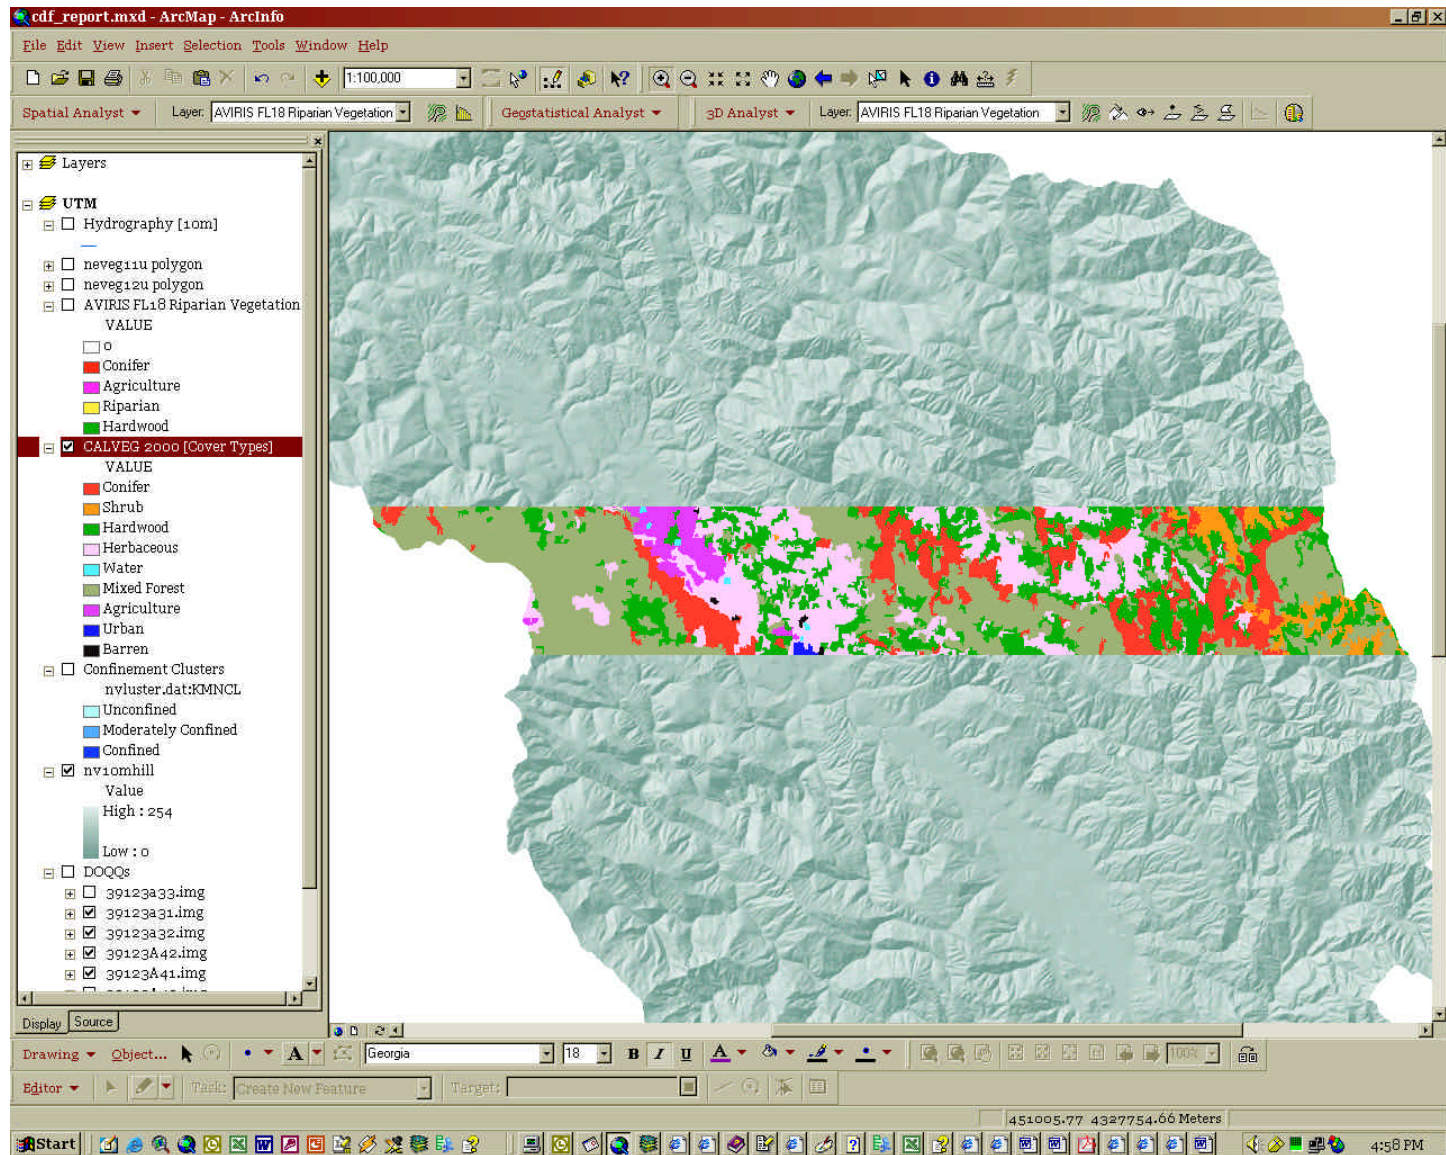 cdf_report.mxd - ArcMap - ArcInfo
File Edit View Insert Selection Tools Window Help
1:100,000
Spatial Analyst Layer: AVIRIS FL18 Riparian Vegetation Geostatistical Analyst 3D Analyst Layer: AVIRIS FL18 Riparian Vegetation
Layers
UTM
Hydrography [10m]
neveg11u polygon
neveg12u polygon
AVIRIS FL18 Riparian Vegetation
VALUE
0
Conifer
Agriculture
Riparian
Hardwood
CALVEG 2000 [Cover Types]
VALUE
Conifer
Shrub
Hardwood
Herbaceous
Water
Mixed Forest
Agriculture
Urban
Barren
Confinement Clusters
nvluster.dat:KMNCL
Unconfined
Moderately Confined
Confined
nv10mhill
Value
High : 254
Low : 0
DOQQs
39123a33.img
39123a31.img
39123a32.img
39123A42.img
39123A41.img
Display Source
Drawing Object... A Georgia 18 B I U A 100%
Editor Task: Create New Feature Target:
451005.77 4327754.66 Meters
Start 4:58 PM